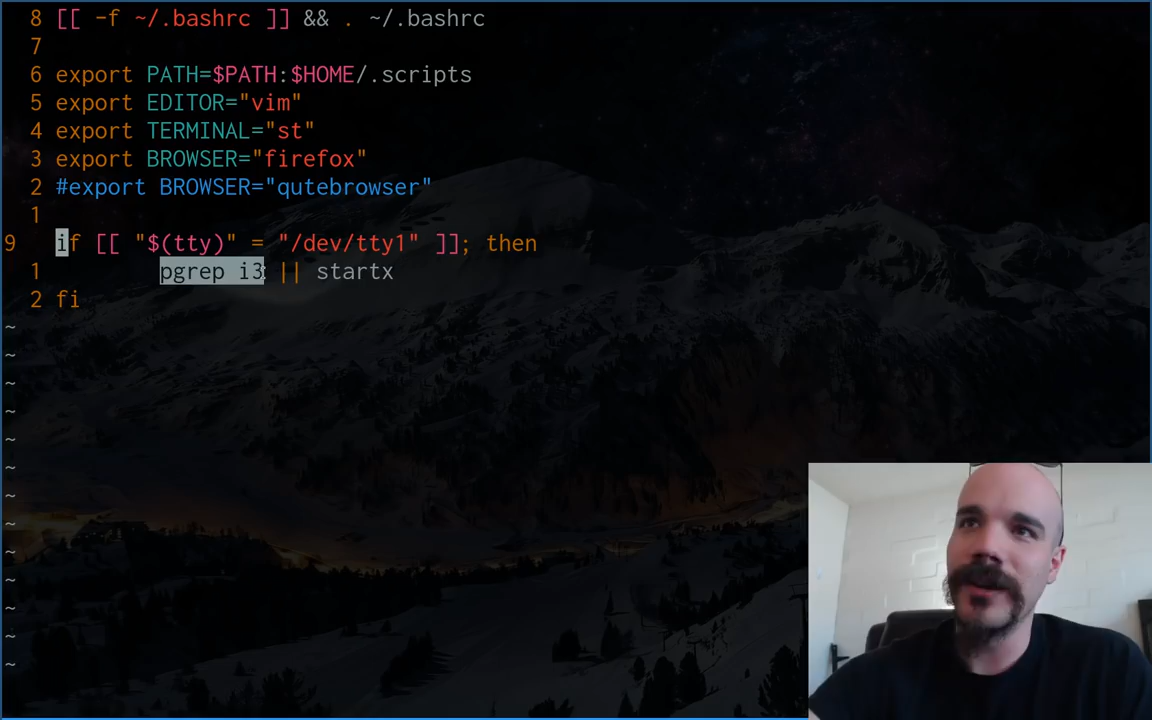 8 [[ -f ~/.bashrc ]] && . ~/.bashrc
7
6 export PATH=$PATH:$HOME/.scripts
5 export EDITOR="vim"
4 export TERMINAL="st"
3 export BROWSER="firefox"
2 #export BROWSER="qutebrowser"
1
9 if [[ "$(tty)" = "/dev/tty1" ]]; then
1 pgrep i3 || startx
2 fi
~
~
~
~
~
~
~
~
~
~
~
~
~